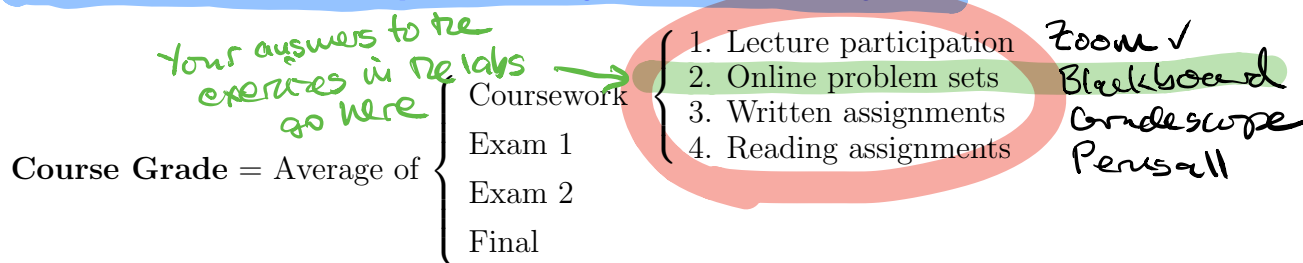 Your answers to the
exercises in the labs
go here
1. Lecture participation Zoom ✓
2. Online problem sets Blackboard
Coursework
3. Written assignments Gradescope
4. Reading assignments Perusall
Exam 1
Course Grade = Average of
Exam 2
Final